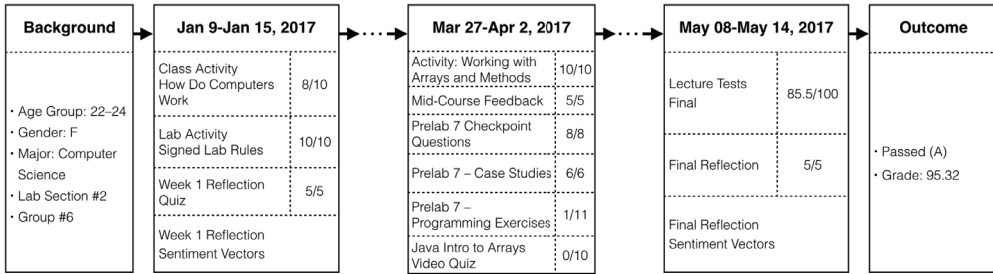 Background
• Age Group: 22–24
• Gender: F
• Major: Computer
Science
• Lab Section #2
• Group #6
Jan 9-Jan 15, 2017
Class Activity
How Do Computers
Work
8/10
Lab Activity
Signed Lab Rules
10/10
Week 1 Reflection
Quiz
5/5
Week 1 Reflection
Sentiment Vectors
Mar 27-Apr 2, 2017
Activity: Working with
Arrays and Methods
10/10
Mid-Course Feedback
5/5
Prelab 7 Checkpoint
Questions
8/8
Prelab 7 – Case Studies
6/6
Prelab 7 –
Programming Exercises
1/11
Java Intro to Arrays
Video Quiz
0/10
May 08-May 14, 2017
Lecture Tests
Final
85.5/100
Final Reflection
5/5
Final Reflection
Sentiment Vectors
Outcome
• Passed (A)
• Grade: 95.32